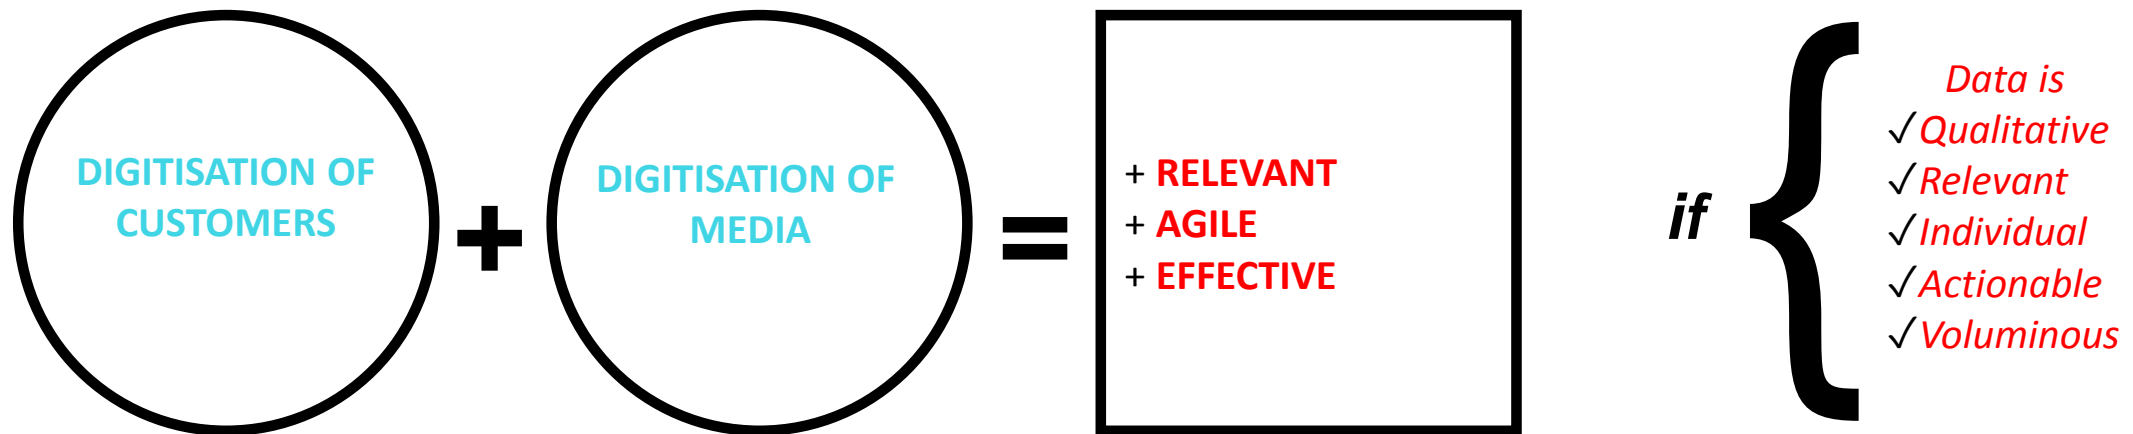 DIGITISATION OF
CUSTOMERS
+
DIGITISATION OF
MEDIA
=
+ RELEVANT
+ AGILE
+ EFFECTIVE
if
{
Data is
✓Qualitative
✓Relevant
✓Individual
✓Actionable
✓Voluminous